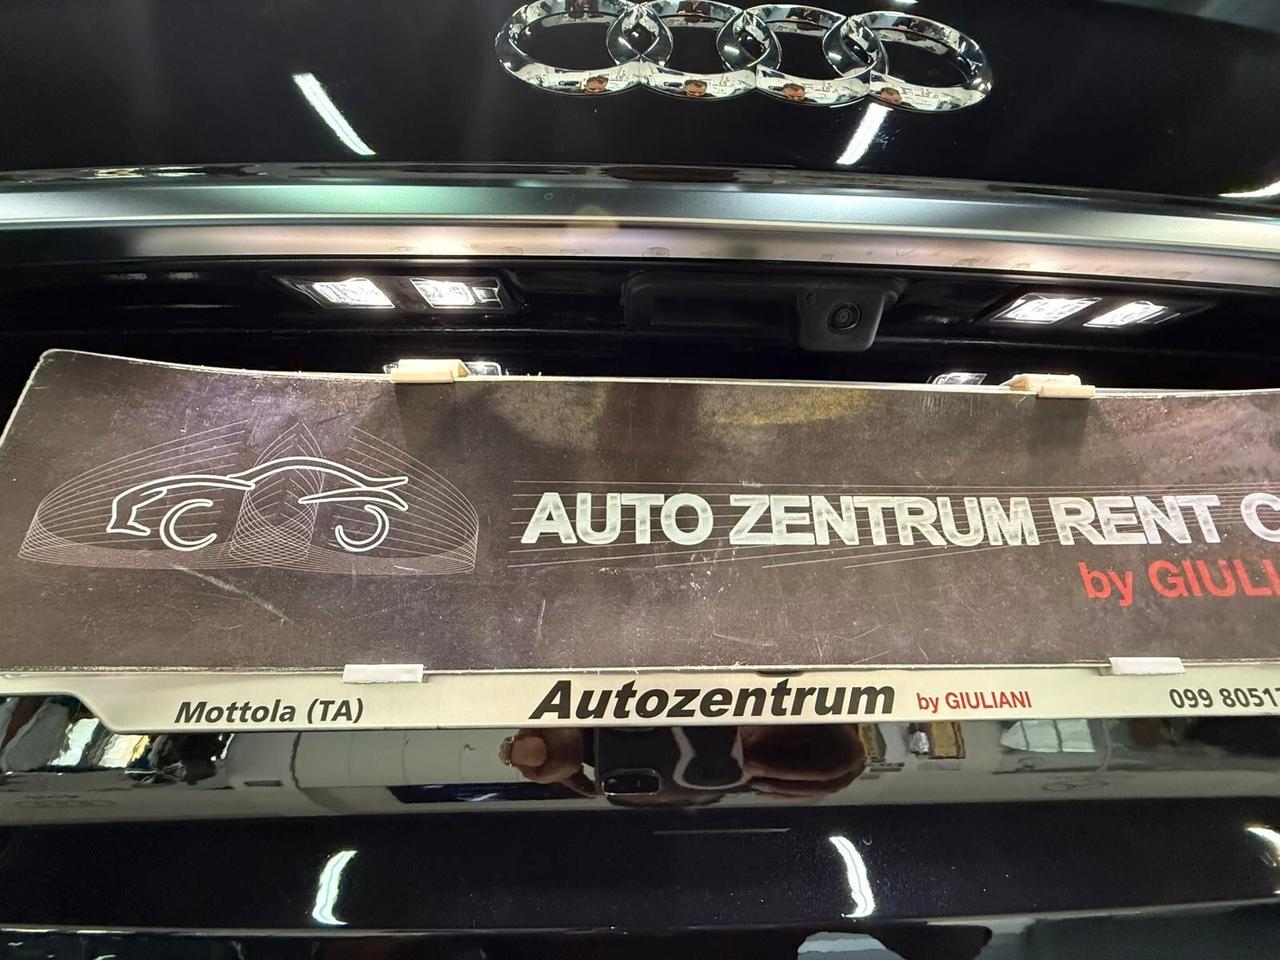 AUTO ZENTRUM RENT C
by GIULI
Mottola (TA) Autozentrum by GIULIANI 099 8051